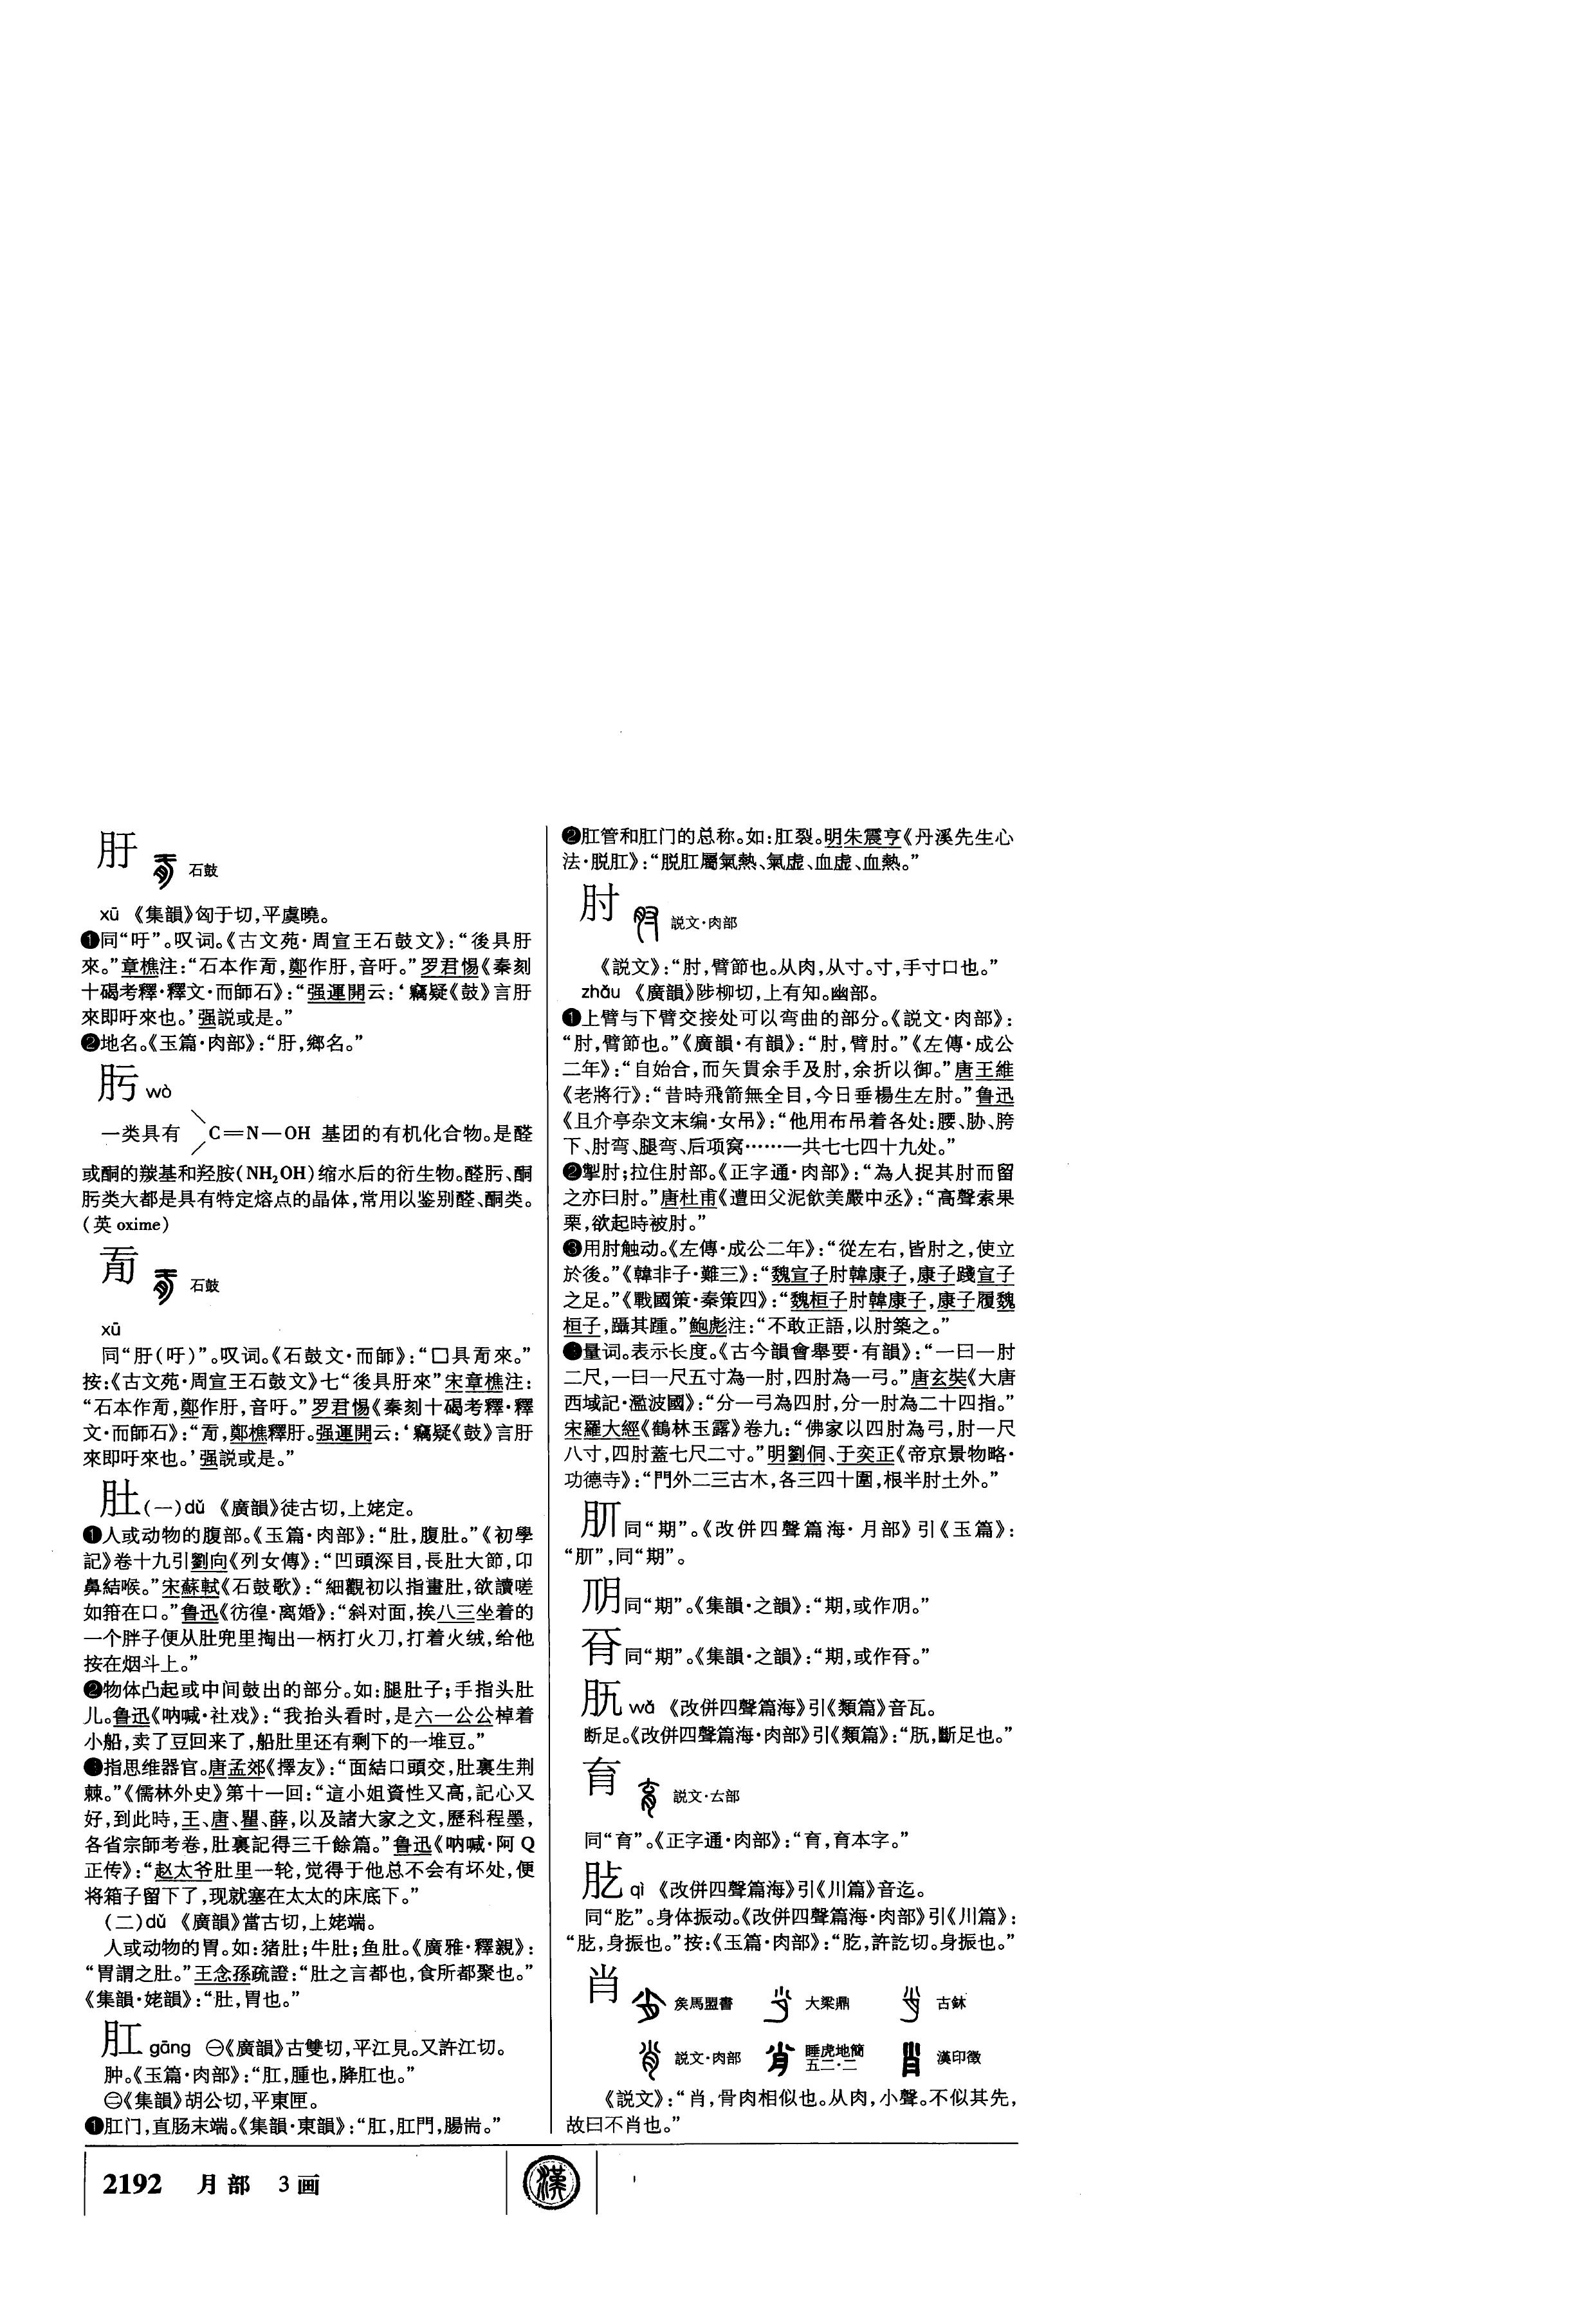 肝
石鼓
xū 《集韻》匈于切,平虞曉。
❶同“吁”。叹词。《古文苑·周宣王石鼓文》:“後具肝
來。”章樵注:“石本作,鄭作肝,音吁。”罗君惕《秦刻
十碣考釋·釋文·而師石》:“强運開云:‘竊疑《鼓》言肝
來即吁來也。’强説或是。”
❷地名。《玉篇·肉部》:“肝,鄉名。”
肟 wò
一类具有 C=N—OH 基团的有机化合物。是醛
或酮的羰基和羟胺(NH₂OH)缩水后的衍生物。醛肟、酮
肟类大都是具有特定熔点的晶体,常用以鉴别醛、酮类。
(英 oxime)
石鼓
xū
同“肝(吁)”。叹词。《石鼓文·而師》:“□具來。”
按:《古文苑·周宣王石鼓文》七“後具肝來”宋章樵注:
“石本作,鄭作肝,音吁。”罗君惕《秦刻十碣考釋·釋
文·而師石》:“,鄭樵釋肝。强運開云:‘竊疑《鼓》言肝
來即吁來也。’强説或是。”
肚(一)dǔ 《廣韻》徒古切,上姥定。
❶人或动物的腹部。《玉篇·肉部》:“肚,腹肚。”《初學
記》卷十九引劉向《列女傳》:“凹頭深目,長肚大節,卬
鼻結喉。”宋蘇軾《石鼓歌》:“細觀初以指畫肚,欲讀嗟
如箝在口。”鲁迅《彷徨·离婚》:“斜对面,挨八三坐着的
一个胖子便从肚兜里掏出一柄打火刀,打着火绒,给他
按在烟斗上。”
❷物体凸起或中间鼓出的部分。如:腿肚子;手指头肚
儿。鲁迅《呐喊·社戏》:“我抬头看时,是六一公公棹着
小船,卖了豆回来了,船肚里还有剩下的一堆豆。”
❸指思维器官。唐孟郊《擇友》:“面結口頭交,肚裏生荆
棘。”《儒林外史》第十一回:“這小姐資性又高,記心又
好,到此時,王、唐、瞿、薛,以及諸大家之文,歷科程墨,
各省宗師考卷,肚裏記得三千餘篇。”鲁迅《呐喊·阿Q
正传》:“赵太爷肚里一轮,觉得于他总不会有坏处,便
将箱子留下了,现就塞在太太的床底下。”
(二)dǔ 《廣韻》當古切,上姥端。
人或动物的胃。如:猪肚;牛肚;鱼肚。《廣雅·釋親》:
“胃謂之肚。”王念孫疏證:“肚之言都也,食所都聚也。”
《集韻·姥韻》:“肚,胃也。”
肛 gāng ㊀《廣韻》古雙切,平江見。又許江切。
肿。《玉篇·肉部》:“肛,腫也,胮肛也。”
㊁《集韻》胡公切,平東匣。
❶肛门,直肠末端。《集韻·東韻》:“肛,肛門,腸耑。”
❷肛管和肛门的总称。如:肛裂。明朱震亨《丹溪先生心
法·脱肛》:“脱肛屬氣熱、氣虚、血虚、血熱。”
肘
説文·肉部
《説文》:“肘,臂節也。从肉,从寸。寸,手寸口也。”
zhǒu 《廣韻》陟柳切,上有知。幽部。
❶上臂与下臂交接处可以弯曲的部分。《説文·肉部》:
“肘,臂節也。”《廣韻·有韻》:“肘,臂肘。”《左傳·成公
二年》:“自始合,而矢貫余手及肘,余折以御。”唐王維
《老將行》:“昔時飛箭無全目,今日垂楊生左肘。”鲁迅
《且介亭杂文末编·女吊》:“他用布吊着各处:腰、胁、胯
下、肘弯、腿弯、后项窝……一共七七四十九处。”
❷掣肘;拉住肘部。《正字通·肉部》:“為人捉其肘而留
之亦曰肘。”唐杜甫《遭田父泥飲美嚴中丞》:“高聲索果
栗,欲起時被肘。”
❸用肘触动。《左傳·成公二年》:“從左右,皆肘之,使立
於後。”《韓非子·難三》:“魏宣子肘韓康子,康子踐宣子
之足。”《戰國策·秦策四》:“魏桓子肘韓康子,康子履魏
桓子,躡其踵。”鮑彪注:“不敢正語,以肘築之。”
❹量词。表示长度。《古今韻會舉要·有韻》:“一曰一肘
二尺,一曰一尺五寸為一肘,四肘為一弓。”唐玄奘《大唐
西域記·濫波國》:“分一弓為四肘,分一肘為二十四指。”
宋羅大經《鶴林玉露》卷九:“佛家以四肘為弓,肘一尺
八寸,四肘蓋七尺二寸。”明劉侗、于奕正《帝京景物略·
功德寺》:“門外二三古木,各三四十圍,根半肘土外。”
同“期”。《改併四聲篇海·月部》引《玉篇》:
“”,同“期”。
同“期”。《集韻·之韻》:“期,或作。”
同“期”。《集韻·之韻》:“期,或作。”
wǎ 《改併四聲篇海》引《類篇》音瓦。
断足。《改併四聲篇海·肉部》引《類篇》:“,斷足也。”
説文·𠫓部
同“育”。《正字通·肉部》:“,育本字。”
qì 《改併四聲篇海》引《川篇》音迄。
同“肐”。身体振动。《改併四聲篇海·肉部》引《川篇》:
“,身振也。”按:《玉篇·肉部》:“肐,許訖切。身振也。”
肖
矦馬盟書 大梁鼎 古鉨
説文·肉部 睡虎地簡五二·二 漢印徵
《説文》:“肖,骨肉相似也。从肉,小聲。不似其先,
故曰不肖也。”
2192 月部 3画
漢